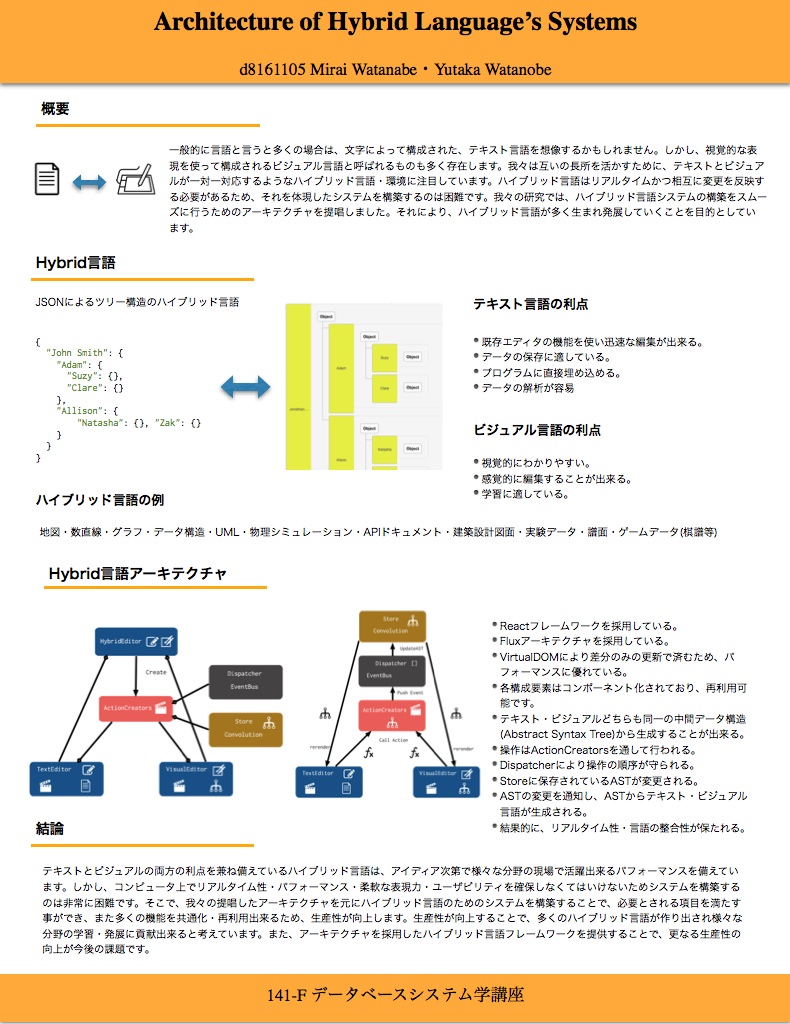 Architecture of Hybrid Language’s Systems
d8161105 Mirai Watanabe・Yutaka Watanobe
概要
一般的に言語と言うと多くの場合は、文字によって構成された、テキスト言語を想像するかもしれません。しかし、視覚的な表
現を使って構成されるビジュアル言語と呼ばれるものも多く存在します。我々は互いの長所を活かすために、テキストとビジュア
ルが一対一対応するようなハイブリッド言語・環境に注目しています。ハイブリッド言語はリアルタイムかつ相互に変更を反映す
る必要があるため、それを体現したシステムを構築するのは困難です。我々の研究では、ハイブリッド言語システムの構築をスムー
ズに行うためのアーキテクチャを提唱しました。それにより、ハイブリッド言語が多く生まれ発展していくことを目的としてい
ます。
Hybrid言語
JSONによるツリー構造のハイブリッド言語
{
"John Smith": {
"Adam": {
"Suzy": {},
"Clare": {}
},
"Allison": {
"Natasha": {}, "Zak": {}
}
}
}
Object
Object
Suzy
Object
Adam
Clare
Object
Jonathan...
Object
Natasha
Object
Alison
テキスト言語の利点
•既存エディタの機能を使い迅速な編集が出来る。
•データの保存に適している。
•プログラムに直接埋め込める。
•データの解析が容易
ビジュアル言語の利点
•視覚的にわかりやすい。
•感覚的に編集することが出来る。
•学習に適している。
ハイブリッド言語の例
地図・数直線・グラフ・データ構造・UML・物理シミュレーション・APIドキュメント・建築設計図面・実験データ・譜面・ゲームデータ(棋譜等)
Hybrid言語アーキテクチャ
HybridEditor
Create
Dispatcher
EventBus
ActionCreators
Store
Convolution
TextEditor
VisualEditor
Store
Convolution
UpdateAST
Dispatcher []
EventBus
Push Event
ActionCreators
Call Action
rerender
rerender
fx
fx
TextEditor
VisualEditor
•Reactフレームワークを採用している。
•Fluxアーキテクチャを採用している。
•VirtualDOMにより差分のみの更新で済むため、パ
フォーマンスに優れている。
•各構成要素はコンポーネント化されており、再利用可
能です。
•テキスト・ビジュアルどちらも同一の中間データ構造
(Abstract Syntax Tree)から生成することが出来る。
•操作はActionCreatorsを通して行われる。
•Dispatcherにより操作の順序が守られる。
•Storeに保存されているASTが変更される。
•ASTの変更を通知し、ASTからテキスト・ビジュアル
言語が生成される。
•結果的に、リアルタイム性・言語の整合性が保たれる。
結論
テキストとビジュアルの両方の利点を兼ね備えているハイブリッド言語は、アイディア次第で様々な分野の現場で活躍出来るパフォーマンスを備えてい
ます。しかし、コンピュータ上でリアルタイム性・パフォーマンス・柔軟な表現力・ユーザビリティを確保しなくてはいけないためシステムを構築する
のは非常に困難です。そこで、我々の提唱したアーキテクチャを元にハイブリッド言語のためのシステムを構築することで、必要とされる項目を満たす
事ができ、また多くの機能を共通化・再利用出来るため、生産性が向上します。生産性が向上することで、多くのハイブリッド言語が作り出され様々な
分野の学習・発展に貢献出来ると考えています。また、アーキテクチャを採用したハイブリッド言語フレームワークを提供することで、更なる生産性の
向上が今後の課題です。
141-F データベースシステム学講座